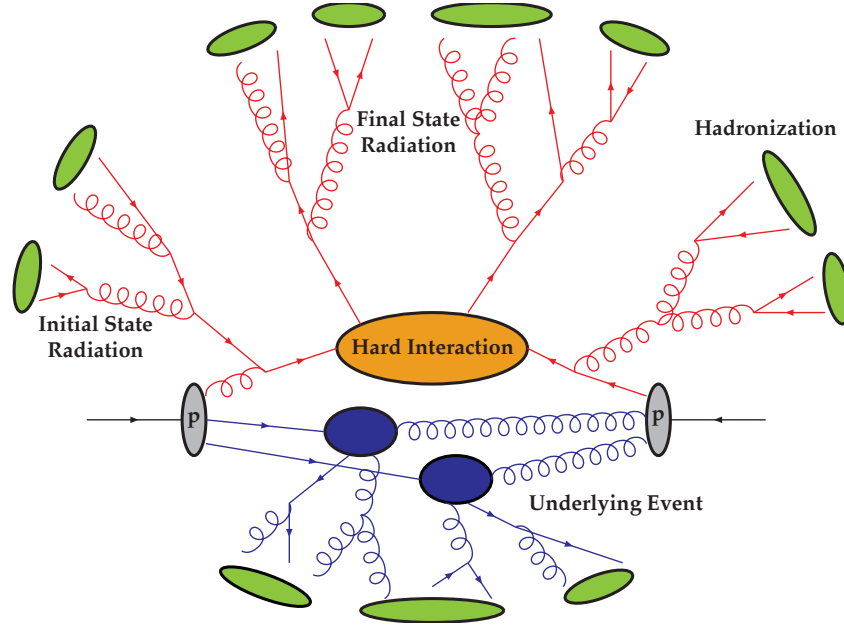 Final State
Radiation
Hadronization
Initial State
Radiation
Hard Interaction
p
p
Underlying Event